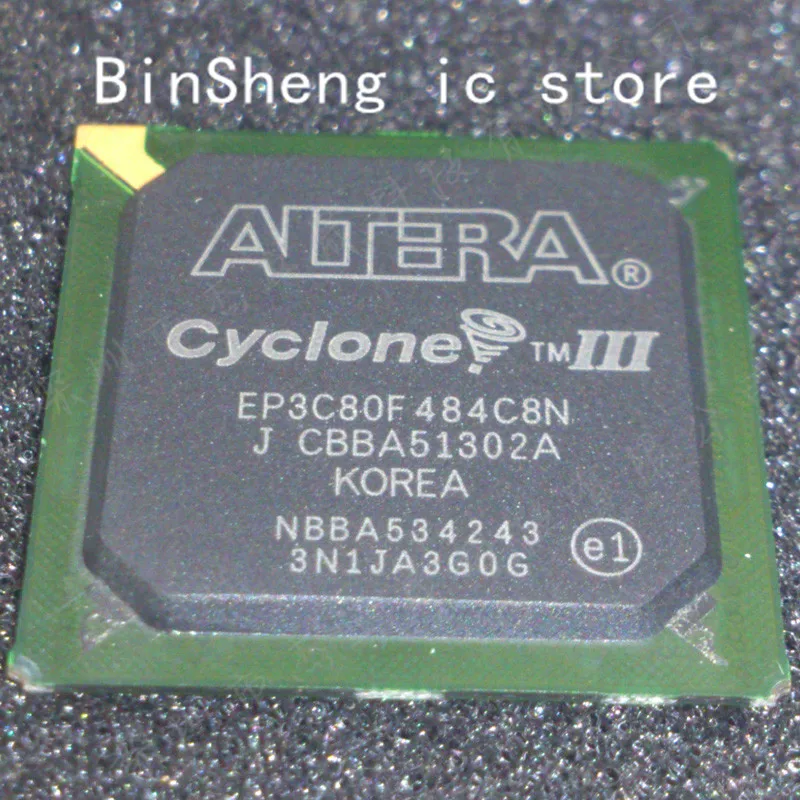 BinSheng ic store
ALTERA®
Cyclone™III
EP3C80F484C8N
J CBBA51302A
KOREA
NBBA534243
3N1JA3G0G
e1